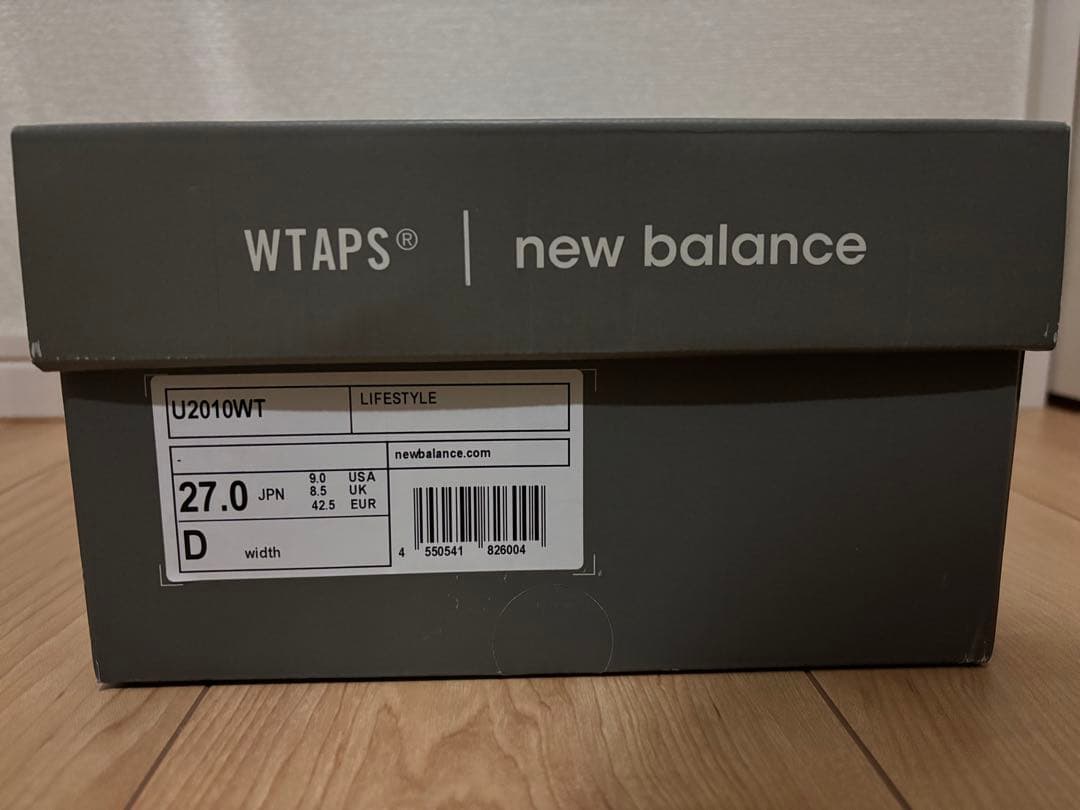 WTAPS® | new balance
U2010WT
LIFESTYLE
-
newbalance.com
27.0 JPN
9.0 USA
8.5 UK
42.5 EUR
D width
4 550541 826004